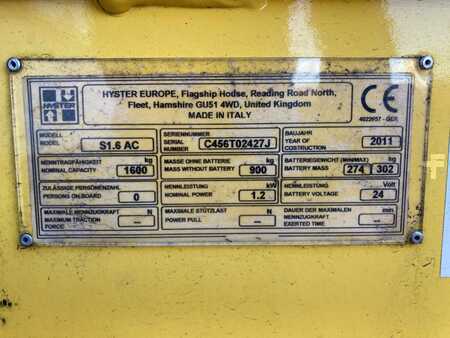 HYSTER
HYSTER EUROPE, Flagship House, Reading Road North,
Fleet, Hamshire GU51 4WD, United Kingdom
MADE IN ITALY
CE
4022957 - GER
MODELL
MODEL
S1.6 AC
SERIENNUMMER
SERIAL NUMBER
C456T02427J
BAUJAHR
YEAR OF COSTRUCTION
2011
NENNTRAGFÄHIGKEIT
NOMINAL CAPACITY
kg
1600
MASSE OHNE BATTERIE
MASS WITHOUT BATTERY
kg
900
BATTERIEGEWICHT (MIN/MAX)
BATTERY MASS
kg
274 302
ZULÄSSIGE PERSONENZAHL
PERSONS ON-BOARD
0
NENNLEISTUNG
NOMINAL POWER
kW
1.2
NENNLEISTUNG
BATTERY VOLTAGE
Volt
24
MAXIMALE NENNZUGKRAFT
MAXIMUM TRACTION FORCE
N
-- --
MAXIMALE STÜTZLAST
POWER PULL
N
-- --
DAUER DER MAXIMALEN NENNZUGKRAFT
EXERTED TIME
min
-- --